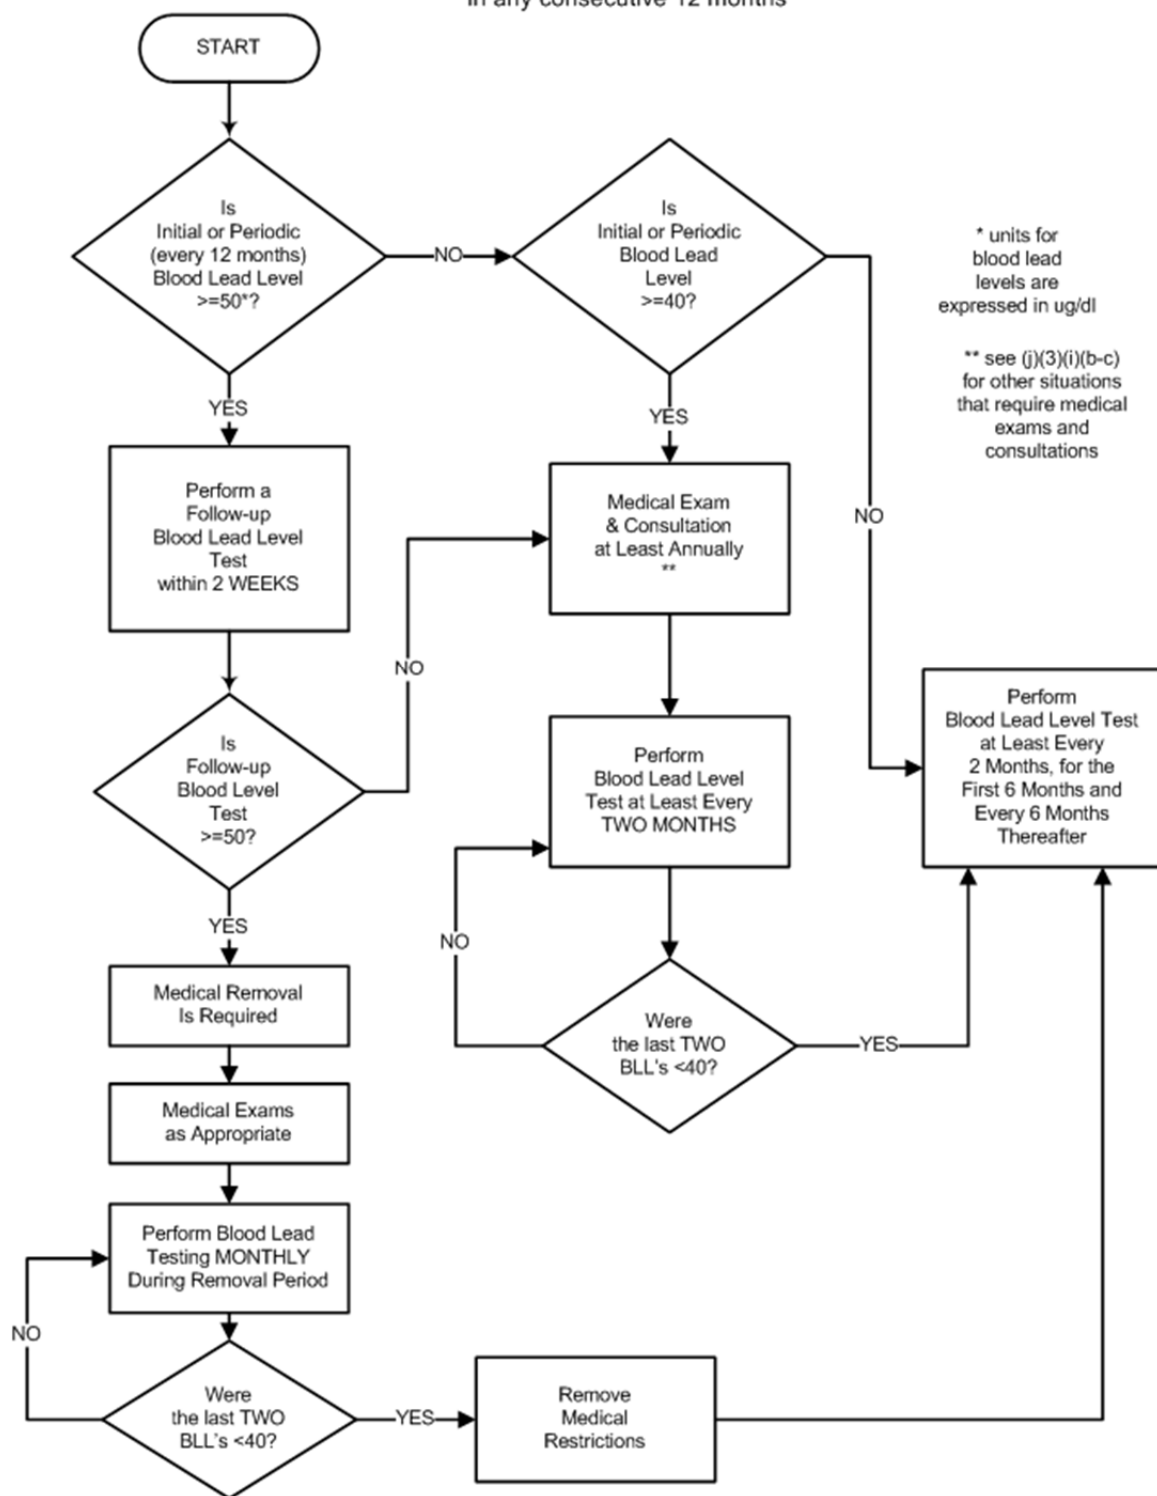 in any consecutive 12 months
START
Is
Initial or Periodic
(every 12 months)
Blood Lead Level
>=50*?
NO
Is
Initial or Periodic
Blood Lead
Level
>=40?
* units for
blood lead
levels are
expressed in ug/dl
** see (j)(3)(i)(b-c)
for other situations
that require medical
exams and
consultations
YES
YES
Perform a
Follow-up
Blood Lead Level
Test
within 2 WEEKS
Medical Exam
& Consultation
at Least Annually
**
NO
NO
Is
Follow-up
Blood Level
Test
>=50?
Perform
Blood Lead Level
Test at Least Every
TWO MONTHS
Perform
Blood Lead Level Test
at Least Every
2 Months, for the
First 6 Months and
Every 6 Months
Thereafter
YES
NO
Medical Removal
Is Required
Were
the last TWO
BLL's <40?
YES
Medical Exams
as Appropriate
Perform Blood Lead
Testing MONTHLY
During Removal Period
NO
Were
the last TWO
BLL's <40?
YES
Remove
Medical
Restrictions